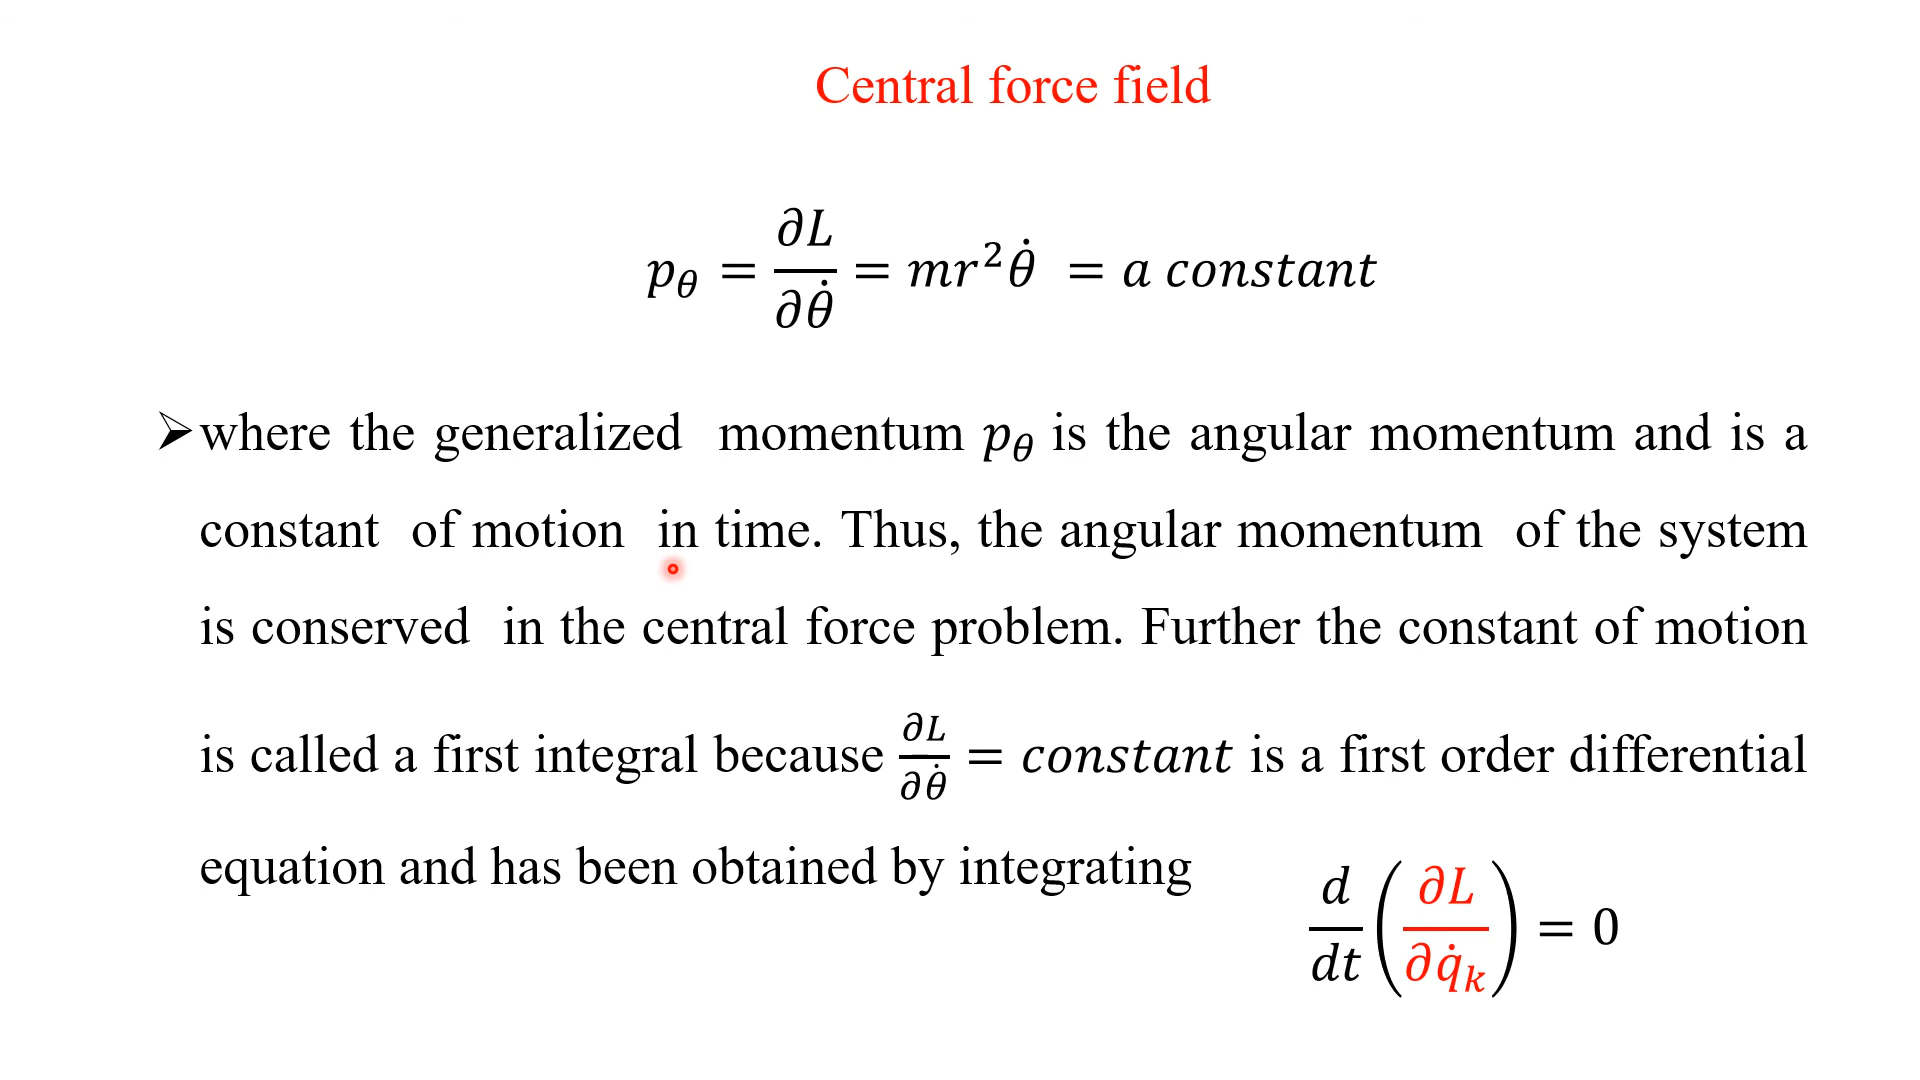 Central force field
p_θ = ∂L/∂θ̇ = mr²θ̇ = a constant
➢where the generalized momentum p_θ is the angular momentum and is a
constant of motion in time. Thus, the angular momentum of the system
is conserved in the central force problem. Further the constant of motion
is called a first integral because ∂L/∂θ̇ = constant is a first order differential
equation and has been obtained by integrating
d/dt (∂L/∂q̇_k) = 0